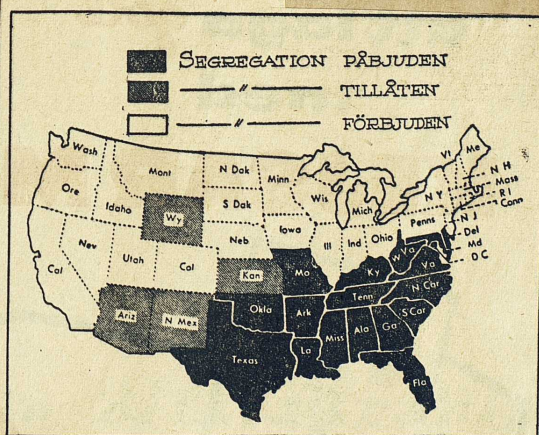 SEGREGATION PÅBJUDEN
—〃— TILLÅTEN
—〃— FÖRBJUDEN
Wash
Mont
N Dak
Minn
Vt
Me
Ore
Idaho
Wy
S Dak
Wis
Mich
N Y
N H
Mass
R I
Conn
Nev
Utah
Col
Neb
Iowa
Ill
Ind
Ohio
Penns
N J
Del
Md
D C
Cal
Kan
Mo
Ky
W Va
Va
Ariz
N Mex
Okla
Ark
Tenn
N Car
S Car
Texas
La
Miss
Ala
Ga
Fla